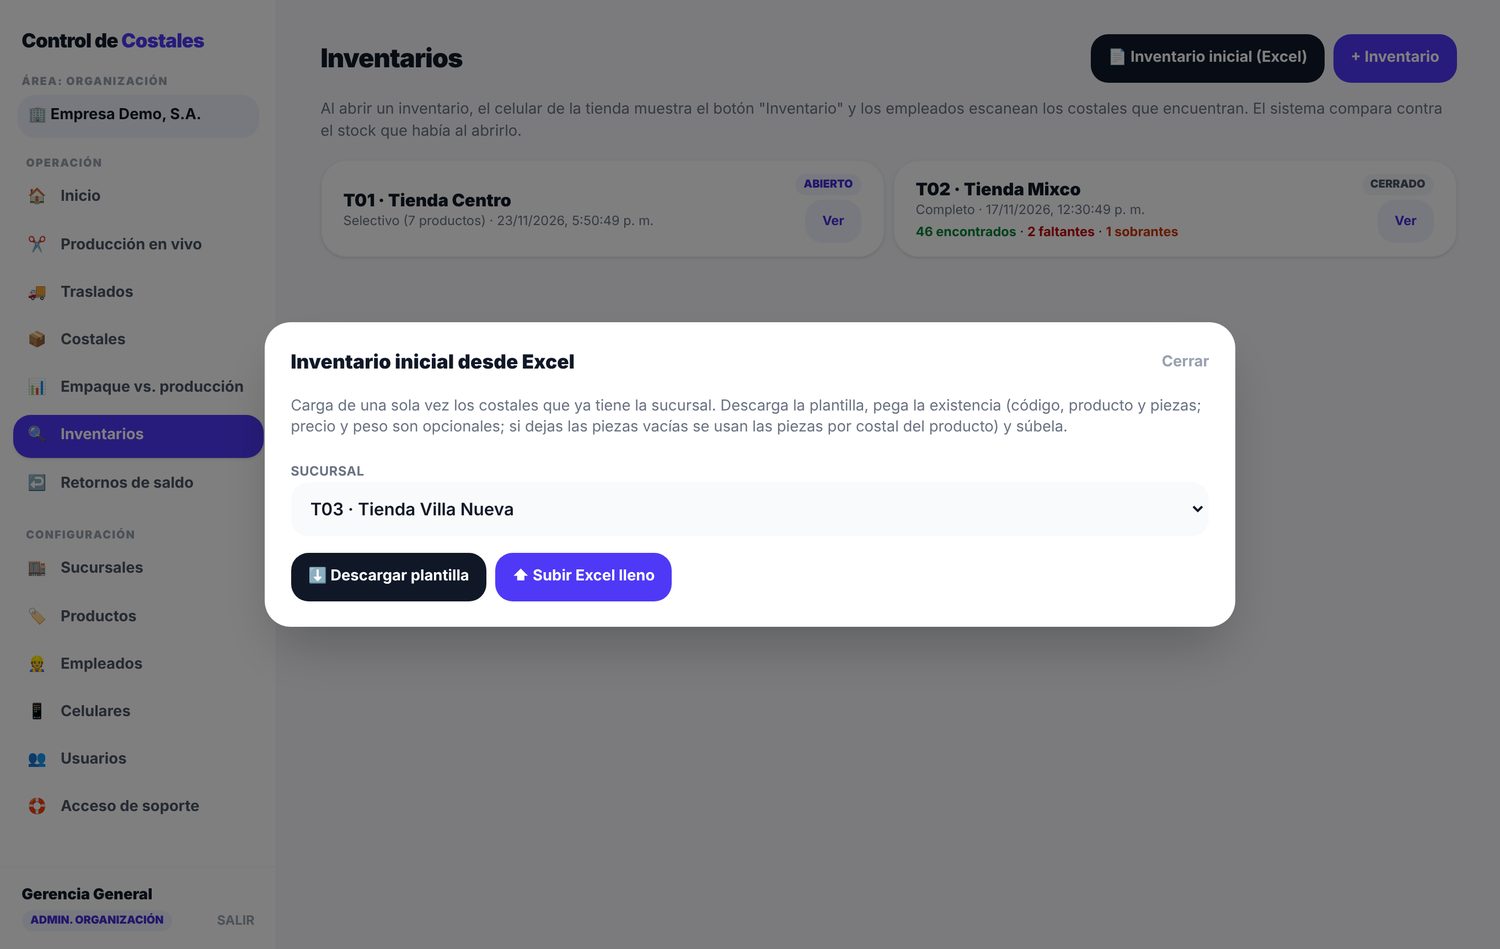 Control de Costales
ÁREA: ORGANIZACIÓN
Empresa Demo, S.A.
OPERACIÓN
Inicio
Producción en vivo
Traslados
Costales
Empaque vs. producción
Inventarios
Retornos de saldo
CONFIGURACIÓN
Sucursales
Productos
Empleados
Celulares
Usuarios
Acceso de soporte
Gerencia General
ADMIN. ORGANIZACIÓN
SALIR
Inventarios
Inventario inicial (Excel)
+ Inventario
Al abrir un inventario, el celular de la tienda muestra el botón "Inventario" y los empleados escanean los costales que encuentran. El sistema compara contra
el stock que había al abrirlo.
T01 · Tienda Centro
Selectivo (7 productos) · 23/11/2026, 5:50:49 p. m.
ABIERTO
Ver
T02 · Tienda Mixco
Completo · 17/11/2026, 12:30:49 p. m.
46 encontrados · 2 faltantes · 1 sobrantes
CERRADO
Ver
Inventario inicial desde Excel
Cerrar
Carga de una sola vez los costales que ya tiene la sucursal. Descarga la plantilla, pega la existencia (código, producto y piezas;
precio y peso son opcionales; si dejas las piezas vacías se usan las piezas por costal del producto) y súbela.
SUCURSAL
T03 · Tienda Villa Nueva
Descargar plantilla
Subir Excel lleno